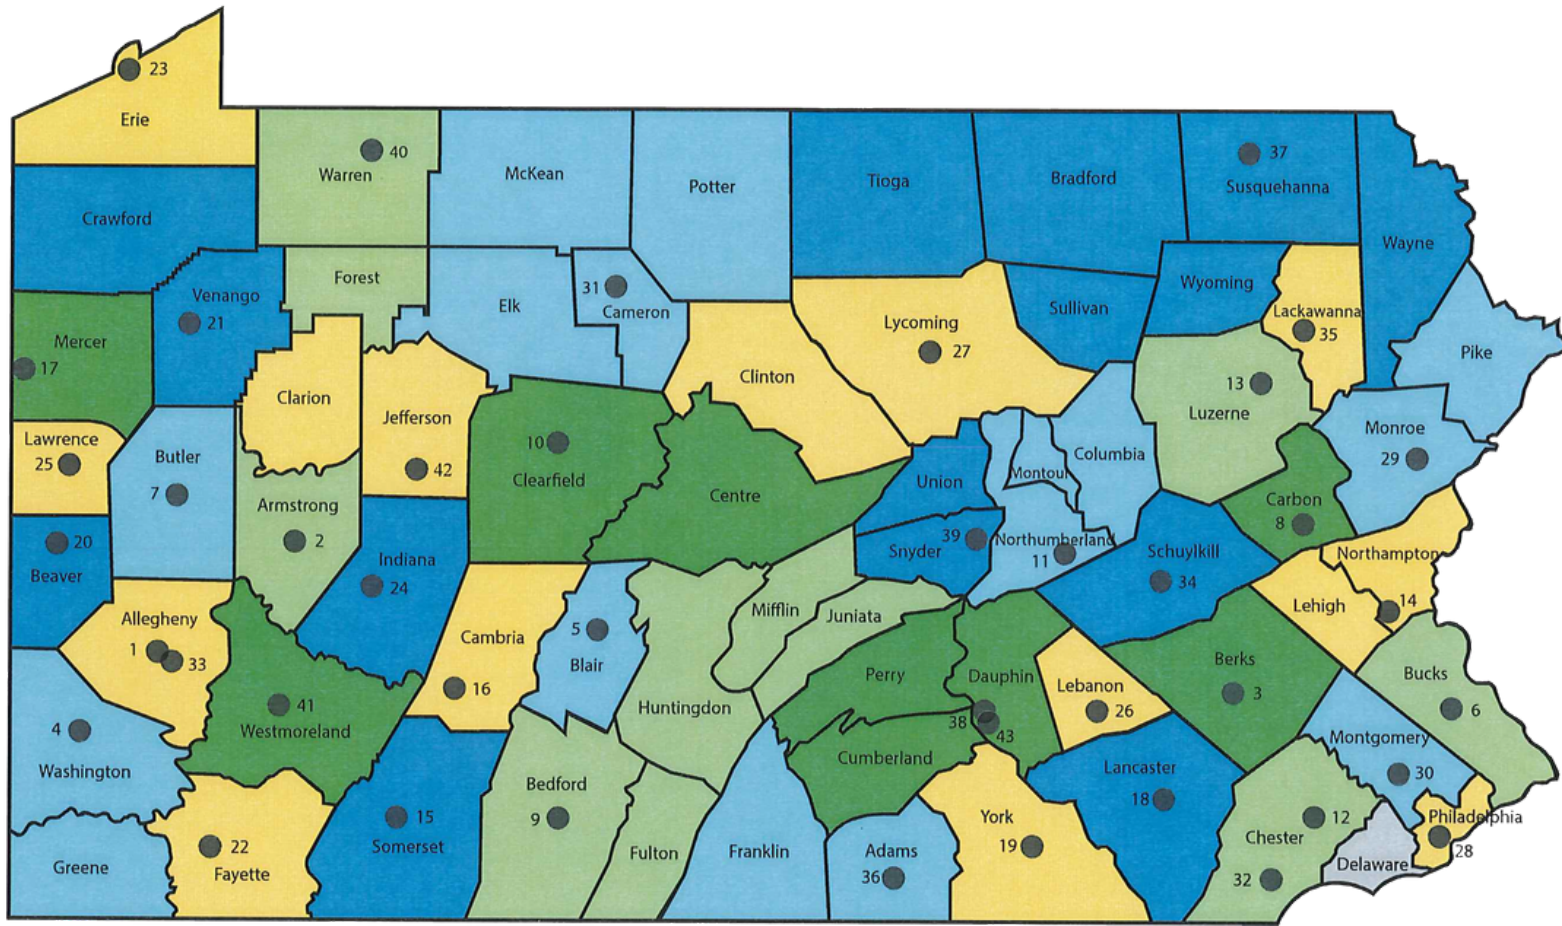 23
Erie
40
Warren
McKean
Potter
Tioga
Bradford
37
Susquehanna
Crawford
Wayne
Forest
Venango
21
Elk
31
Cameron
Sullivan
Wyoming
Lackawanna
35
Mercer
17
Lycoming
27
Pike
Clarion
Jefferson
42
Clinton
13
Luzerne
Lawrence
25
Butler
7
10
Clearfield
Centre
Union
Montour
Columbia
Monroe
29
Armstrong
2
Carbon
8
20
Beaver
Indiana
24
39
Snyder
Northumberland
11
Schuylkill
34
Northampton
14
Lehigh
Allegheny
1
33
Cambria
16
5
Blair
Mifflin
Juniata
Huntingdon
Perry
Dauphin
38
43
Lebanon
26
Berks
3
Bucks
6
4
Washington
41
Westmoreland
Cumberland
Lancaster
18
Montgomery
30
Bedford
9
15
Somerset
York
19
12
Chester
32
Philadelphia
28
Greene
22
Fayette
Fulton
Franklin
Adams
36
Delaware